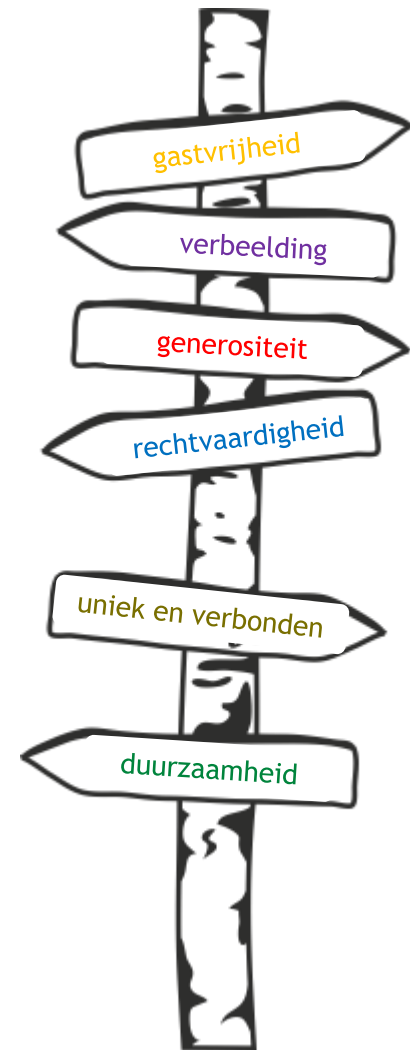 gastvrijheid
verbeelding
generositeit
rechtvaardigheid
uniek en verbonden
duurzaamheid